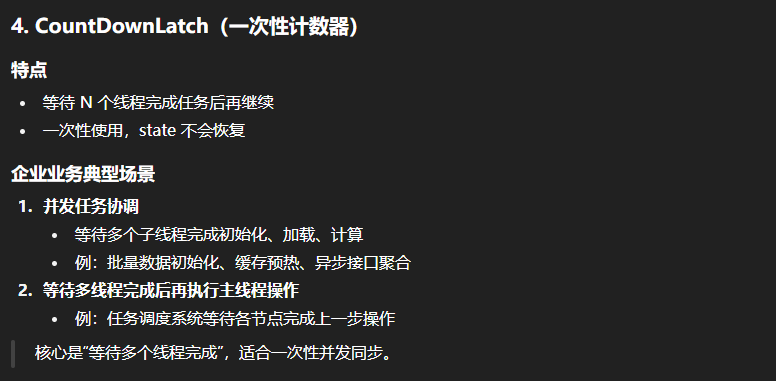 4. CountDownLatch（一次性计数器）
特点
• 等待 N 个线程完成任务后再继续
• 一次性使用，state 不会恢复
企业业务典型场景
1. 并发任务协调
• 等待多个子线程完成初始化、加载、计算
• 例：批量数据初始化、缓存预热、异步接口聚合
2. 等待多线程完成后再执行主线程操作
• 例：任务调度系统等待各节点完成上一步操作
核心是“等待多个线程完成”，适合一次性并发同步。